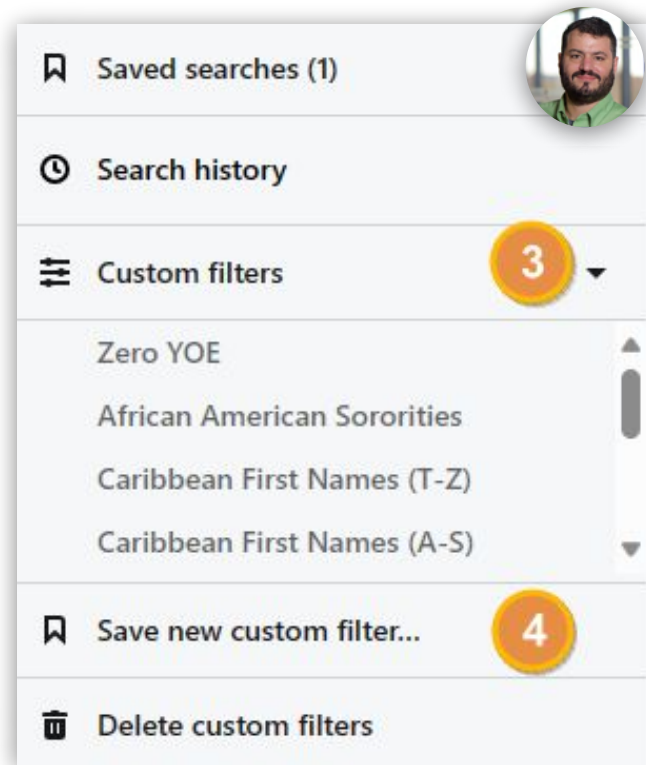 Saved searches (1)
Search history
Custom filters
3
Zero YOE
African American Sororities
Caribbean First Names (T-Z)
Caribbean First Names (A-S)
Save new custom filter...
4
Delete custom filters